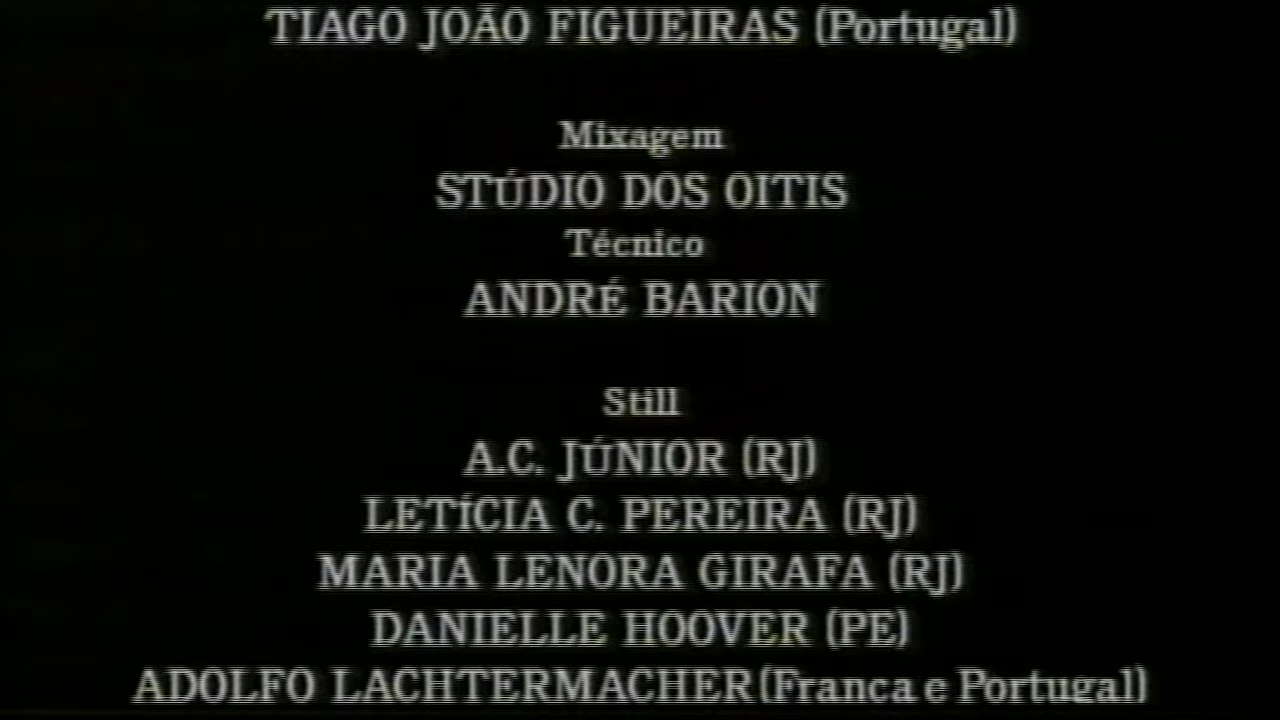 TIAGO JOÃO FIGUEIRAS (Portugal)
Mixagem
STÚDIO DOS OITIS
Técnico
ANDRÉ BARION
Still
A.C. JÚNIOR (RJ)
LETÍCIA C. PEREIRA (RJ)
MARIA LENORA GIRAFA (RJ)
DANIELLE HOOVER (PE)
ADOLFO LACHTERMACHER (Franca e Portugal)